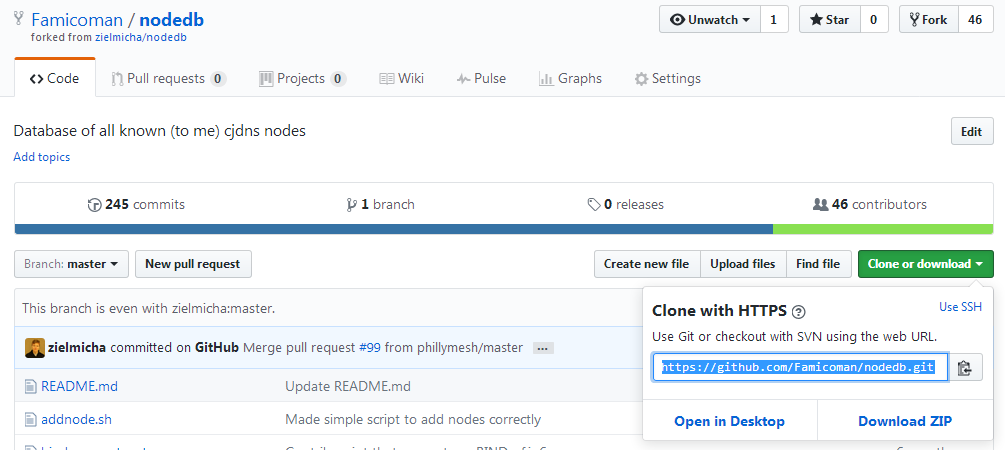 Famicoman / nodedb
Unwatch 1 Star 0 Fork 46
forked from zielmicha/nodedb
Code Pull requests 0 Projects 0 Wiki Pulse Graphs Settings
Database of all known (to me) cjdns nodes
Edit
Add topics
245 commits 1 branch 0 releases 46 contributors
Branch: master New pull request Create new file Upload files Find file Clone or download
This branch is even with zielmicha:master.
zielmicha committed on GitHub Merge pull request #99 from phillymesh/master ...
README.md Update README.md
addnode.sh Made simple script to add nodes correctly
Clone with HTTPS ?
Use SSH
Use Git or checkout with SVN using the web URL.
https://github.com/Famicoman/nodedb.git
Open in Desktop Download ZIP